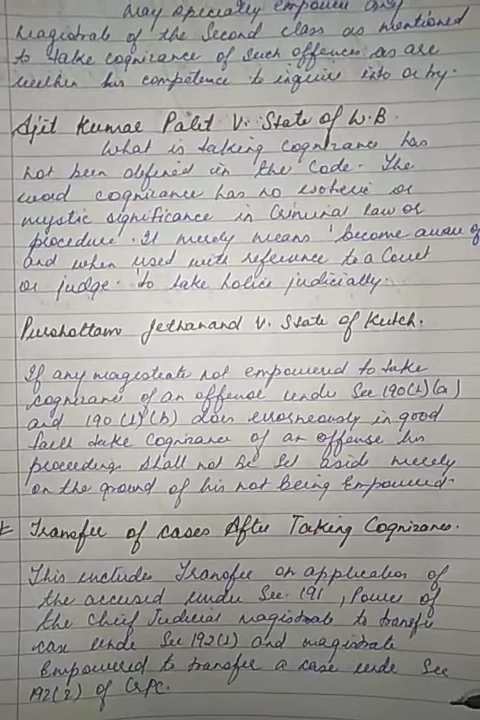 may specially empower any
Magistrate of the Second class as mentioned
to take cognizance of such offences as are
within his competence to inquire into or try.
Ajit Kumar Palit V. State of W.B.
What is taking cognizance has
not been defined in the Code. The
word cognizance has no esoteric or
mystic significance in Criminal law or
procedure. It merely means 'become aware of
and when used with reference to a Court
or judge. to take notice judicially.
Purshottam Jethanand V. State of Kutch.
If any magistrate not empowered to take
cognizance of an offense under Sec 190(1)(a)
and 190(1)(b) does erroneously in good
faith take cognizance of an offense his
proceeding shall not be set aside merely
on the ground of his not being Empowered.
Transfer of cases After Taking Cognizance.
This includes Transfer on application of
the accused under Sec. 191, Power of
the Chief Judicial magistrate to transfer
case under Sec 192(1) and magistrate
Empowered to transfer a case under Sec
192(2) of CrPC.